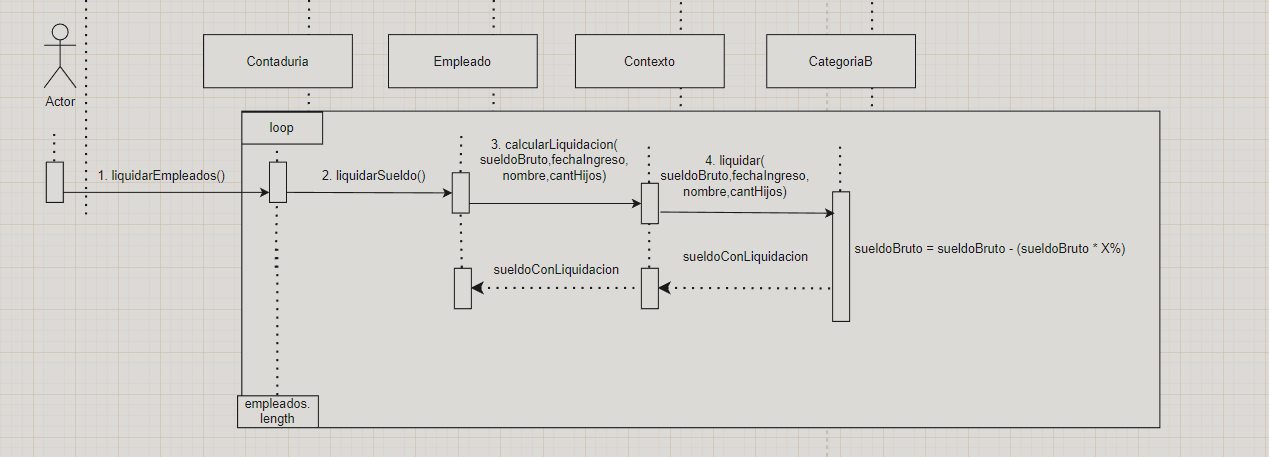 Contaduria
Empleado
Contexto
CategoriaB
Actor
loop
1. liquidarEmpleados()
2. liquidarSueldo()
3. calcularLiquidacion(
sueldoBruto,fechaIngreso,
nombre,cantHijos)
4. liquidar(
sueldoBruto,fechaIngreso,
nombre,cantHijos)
sueldoBruto = sueldoBruto - (sueldoBruto * X%)
sueldoConLiquidacion
sueldoConLiquidacion
empleados.
length